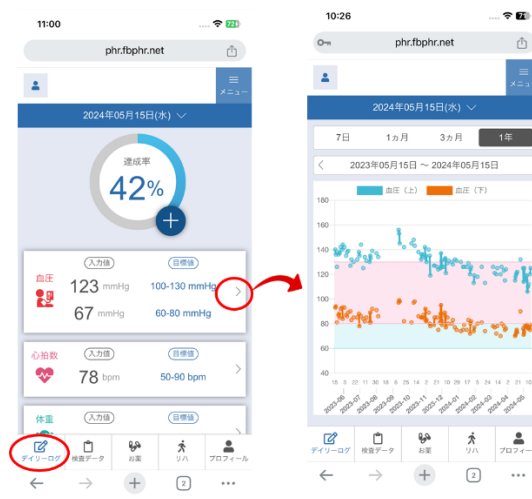 11:00
72
phr.fbphr.net
メニュー
2024年05月15日(水)
達成率
42%
入力値
目標値
血圧
123 mmHg
100-130 mmHg
67 mmHg
60-80 mmHg
心拍数
入力値
目標値
78 bpm
50-90 bpm
体重
入力値
目標値
デイリーログ
検査データ
お薬
リハ
プロフィール
2
10:26
phr.fbphr.net
メニュ
2024年05月15日(水)
7日
1ヵ月
3ヵ月
1年
2023年05月15日 ～ 2024年05月15日
血圧（上）
血圧（下）
160
160
140
120
100
80
60
40
2023-06
2023-07
2023-08
2023-09
2023-10
2023-11
2023-12
2024-01
2024-02
2024-03
2024-04
2024-05
デイリーログ
検査データ
お薬
リハ
プロフィー
2